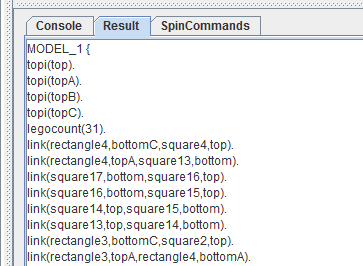 Console Result SpinCommands
MODEL_1 {
topi(top).
topi(topA).
topi(topB).
topi(topC).
legocount(31).
link(rectangle4,bottomC,square4,top).
link(rectangle4,topA,square13,bottom).
link(square17,bottom,square16,top).
link(square16,bottom,square15,top).
link(square14,top,square15,bottom).
link(square13,top,square14,bottom).
link(rectangle3,bottomC,square2,top).
link(rectangle3,topA,rectangle4,bottomA).